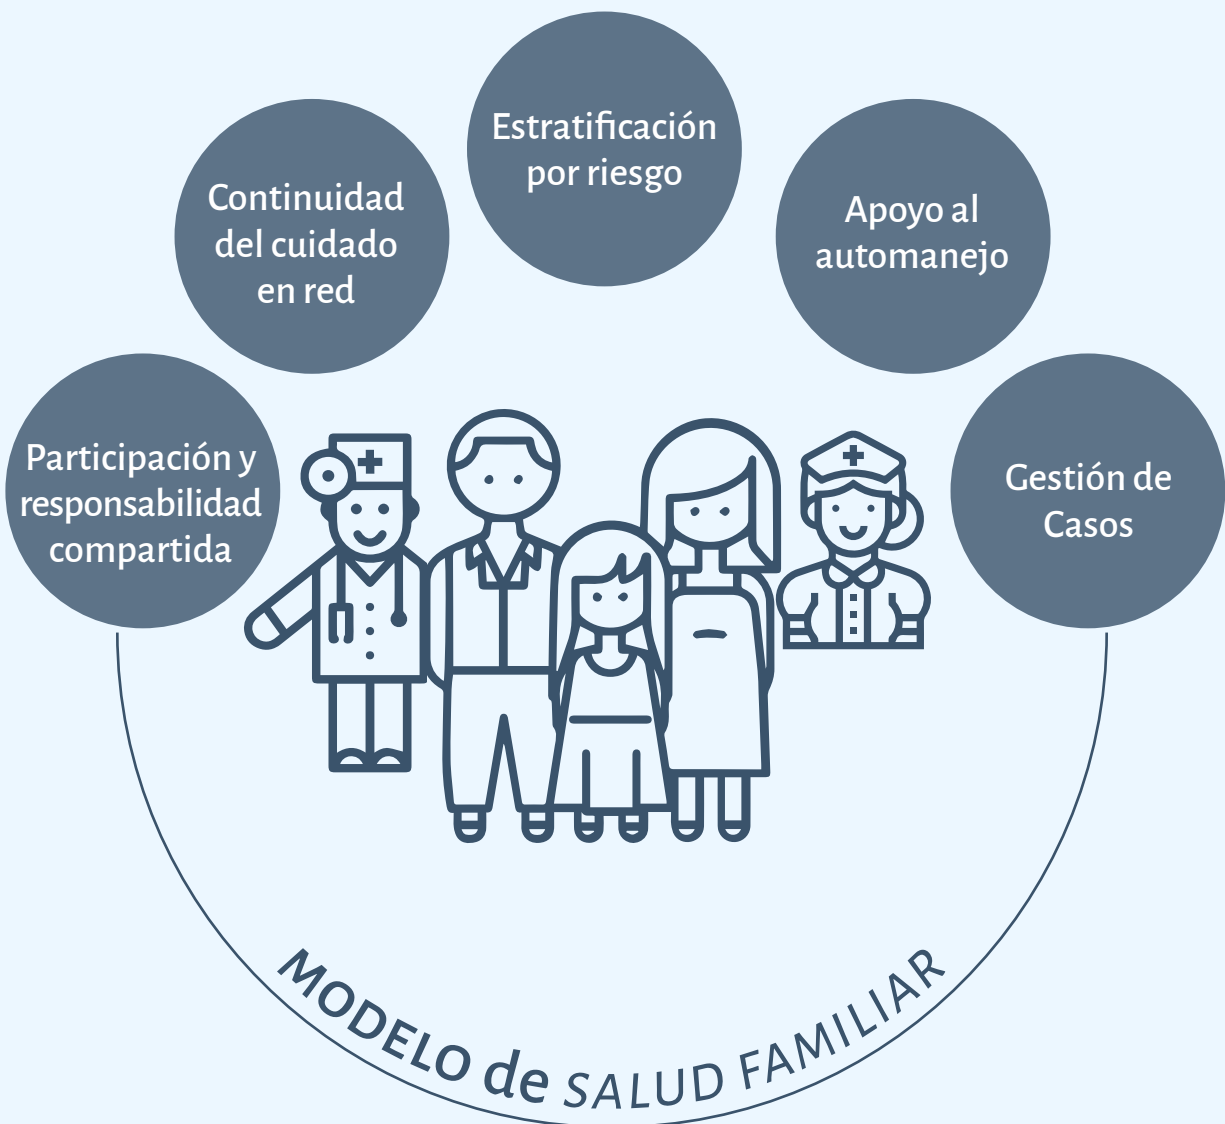 Estratificación
por riesgo
Continuidad
del cuidado
en red
Apoyo al
automanejo
Participación y
responsabilidad
compartida
Gestión de
Casos
MODELO de SALUD FAMILIAR